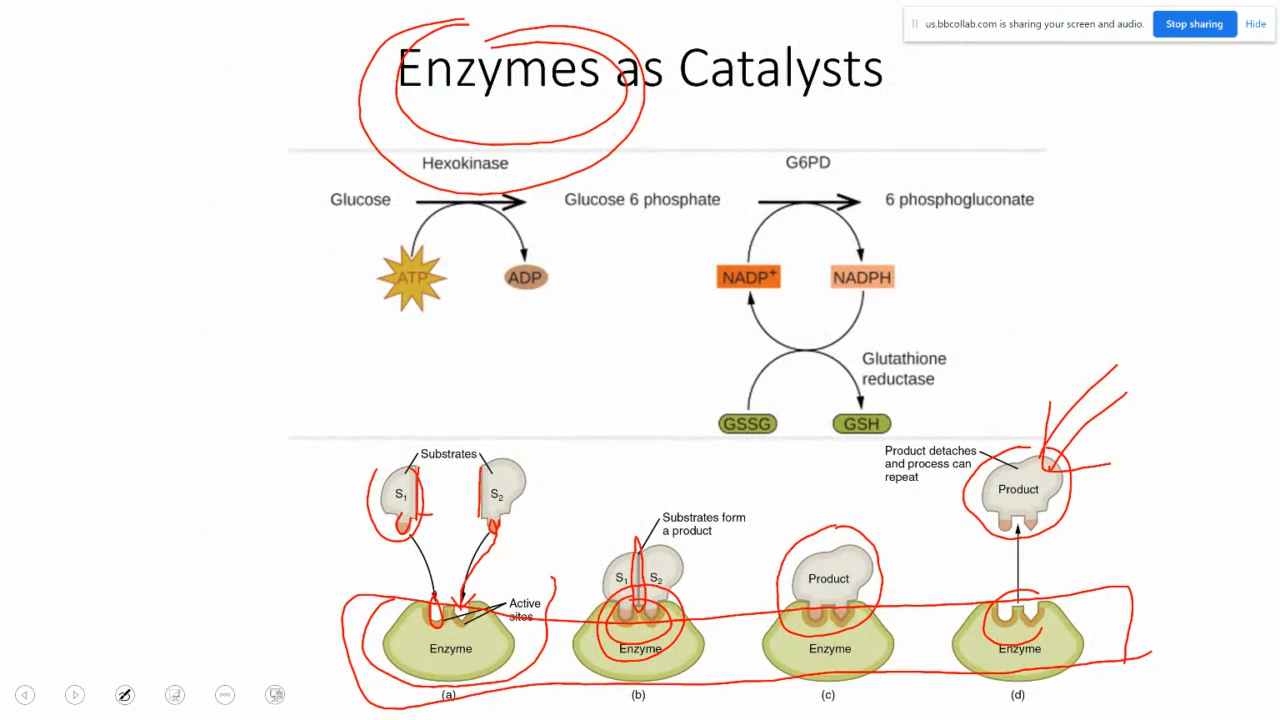 us.bbcollab.com is sharing your screen and audio.
Stop sharing
Hide
Enzymes as Catalysts
Hexokinase
G6PD
Glucose
Glucose 6 phosphate
6 phosphogluconate
ATP
ADP
NADP⁺
NADPH
Glutathione
reductase
GSSG
GSH
Substrates
S₁
S₂
Product detaches
and process can
repeat
Product
Substrates form
a product
S₁
S₂
Product
Active
sites
Enzyme
Enzyme
Enzyme
Enzyme
(a)
(b)
(c)
(d)